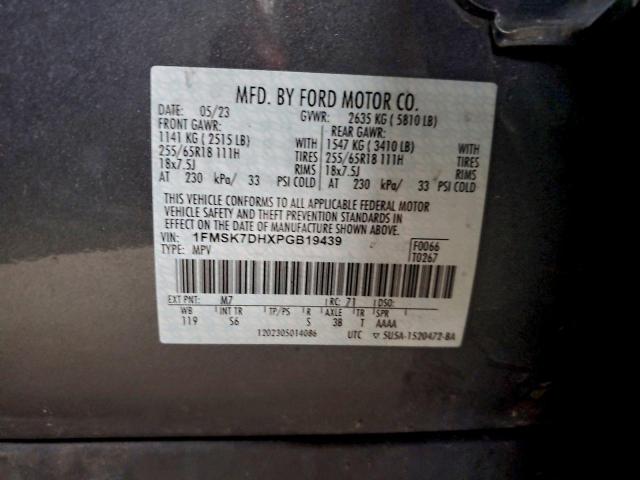 MFD. BY FORD MOTOR CO.
DATE: 05/23 GVWR: 2635 KG ( 5810 LB)
FRONT GAWR: REAR GAWR:
1141 KG ( 2515 LB) WITH 1547 KG ( 3410 LB) WITH
255/65R18 111H TIRES 255/65R18 111H TIRES
18x7.5J RIMS 18x7.5J RIMS
AT 230 kPa/ 33 PSI COLD AT 230 kPa/ 33 PSI COLD
THIS VEHICLE CONFORMS TO ALL APPLICABLE FEDERAL MOTOR
VEHICLE SAFETY AND THEFT PREVENTION STANDARDS IN
EFFECT ON THE DATE OF MANUFACTURE SHOWN ABOVE.
VIN: 1FMSK7DHXPGB19439 F0066
TYPE: MPV T0267
EXT PNT: M7 RC: 71 DSO:
WB INT TR TP/PS R AXLE TR SPR
119 S6 S 38 T AAAA
1202305014086 UTC ▽ 5U5A-1520472-BA